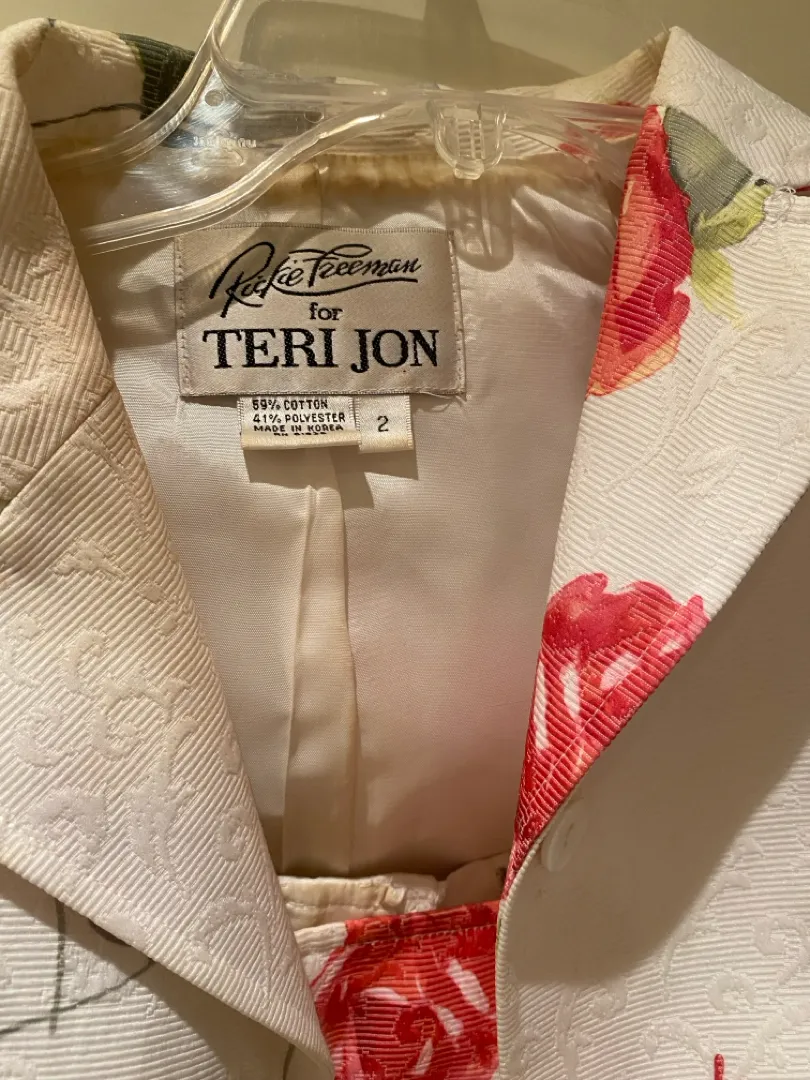 Rickie Freeman
for
TERI JON
59% COTTON
41% POLYESTER
MADE IN KOREA
2